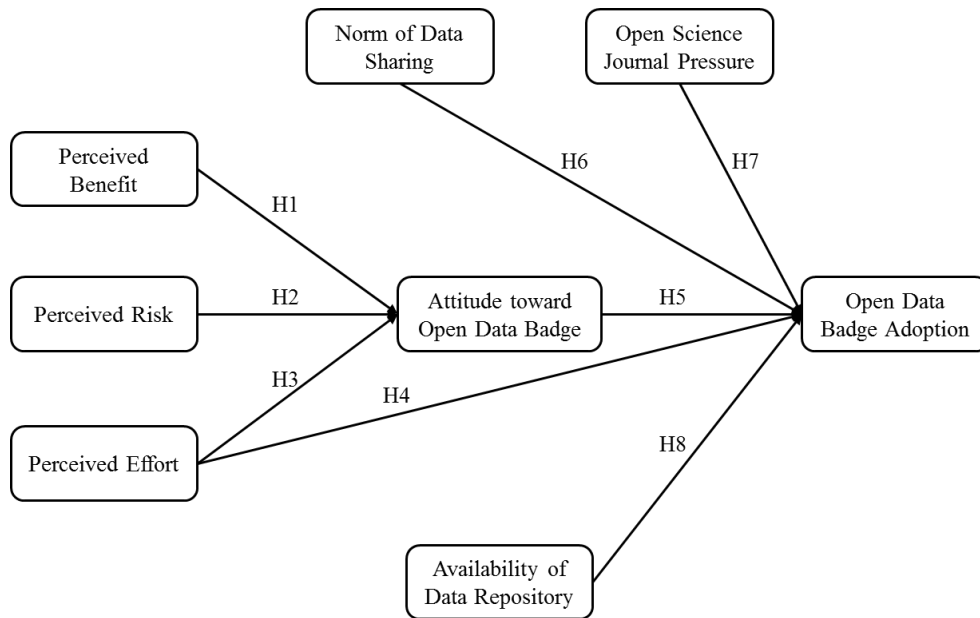 Norm of Data
Sharing
Open Science
Journal Pressure
Perceived
Benefit
H6
H7
H1
Perceived Risk
H2
Attitude toward
Open Data Badge
H5
Open Data
Badge Adoption
H3
H4
Perceived Effort
H8
Availability of
Data Repository